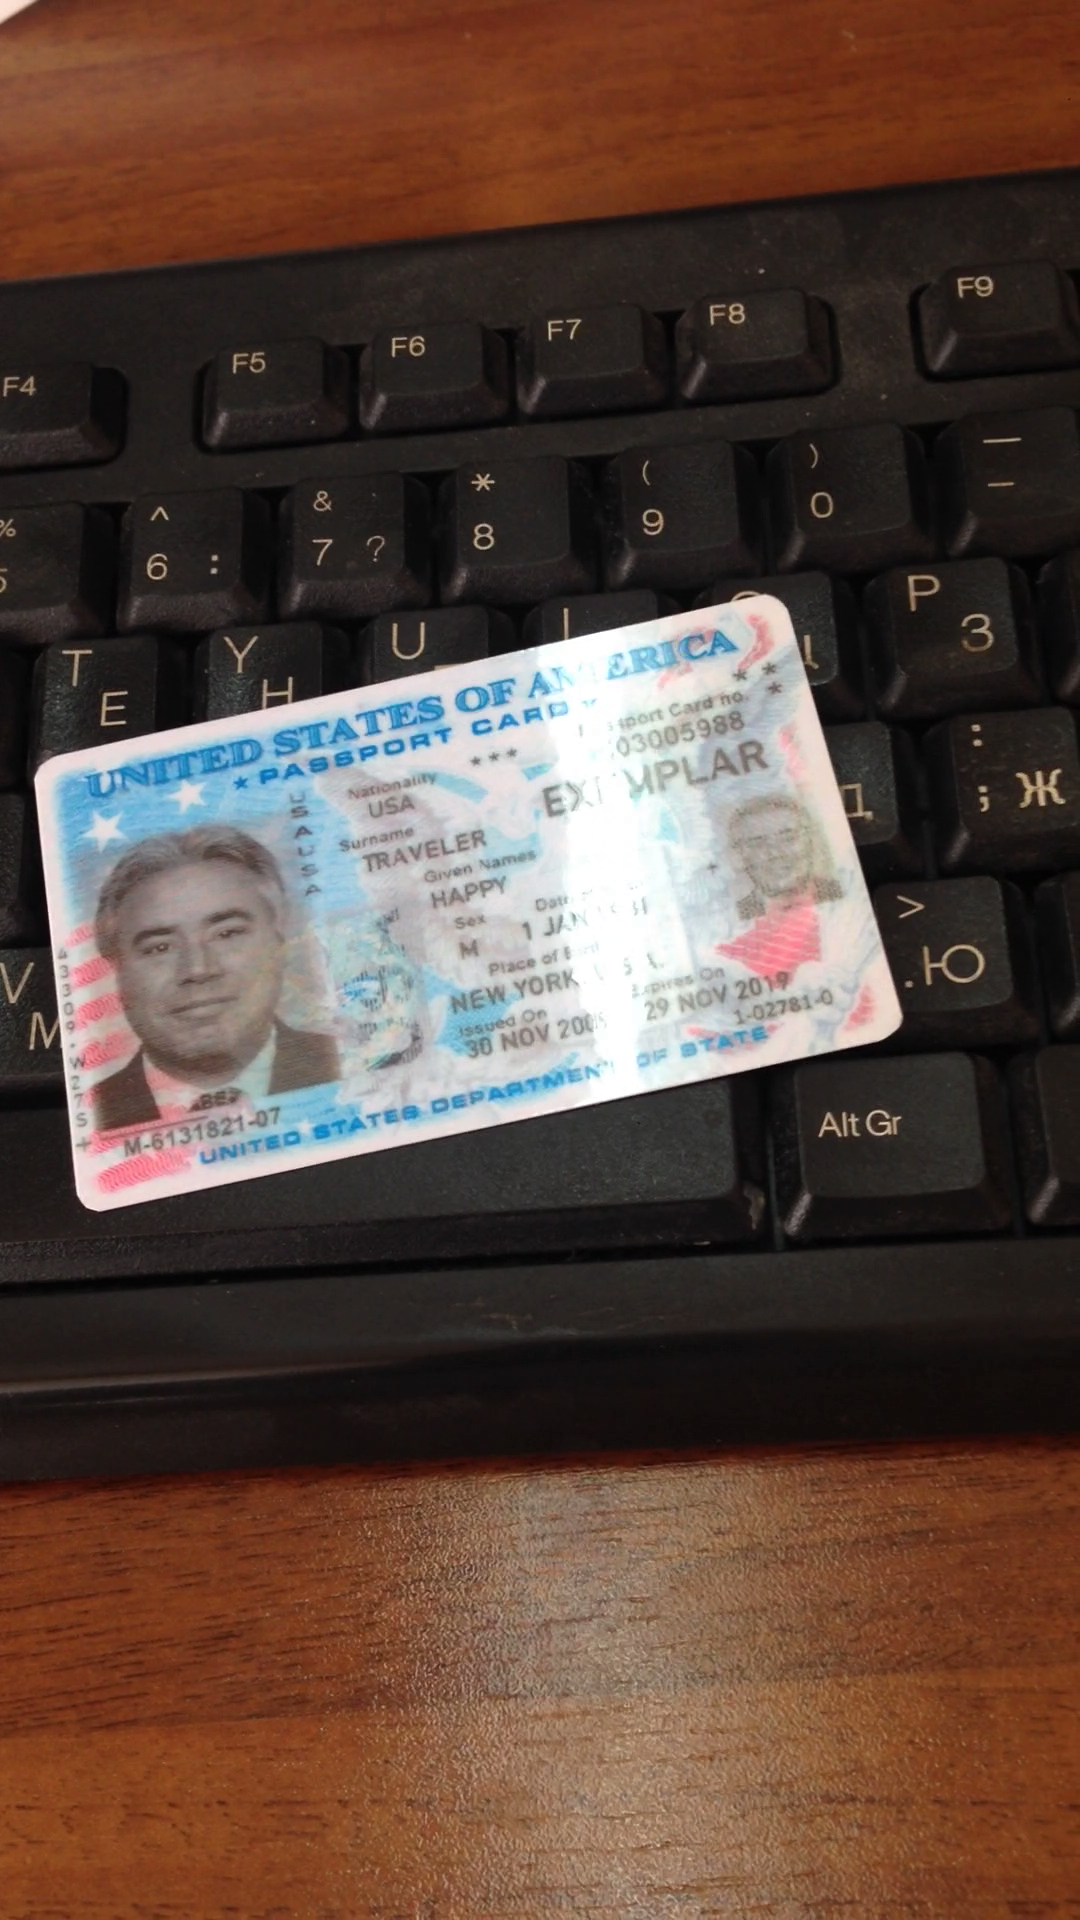 F4 F5 F6 F7 F8 F9
% ^ & * ( ) —
5 6 : 7 ? 8 9 0 –
T Y U P
E H З
UNITED STATES OF AMERICA
PASSPORT CARD
Card no.
03005988
EXEMPLAR
Nationality
USA
USAUSA
Surname
TRAVELER
Given Names
HAPPY
Sex
M
1 JAN
Place of
NEW YORK,
Issued On
30 NOV
Expires On
29 NOV 2019
1-02781-0
M-6131821-07
UNITED STATES DEPARTMENT OF STATE
:
; Ж
Д
>
. Ю
V
M
Alt Gr